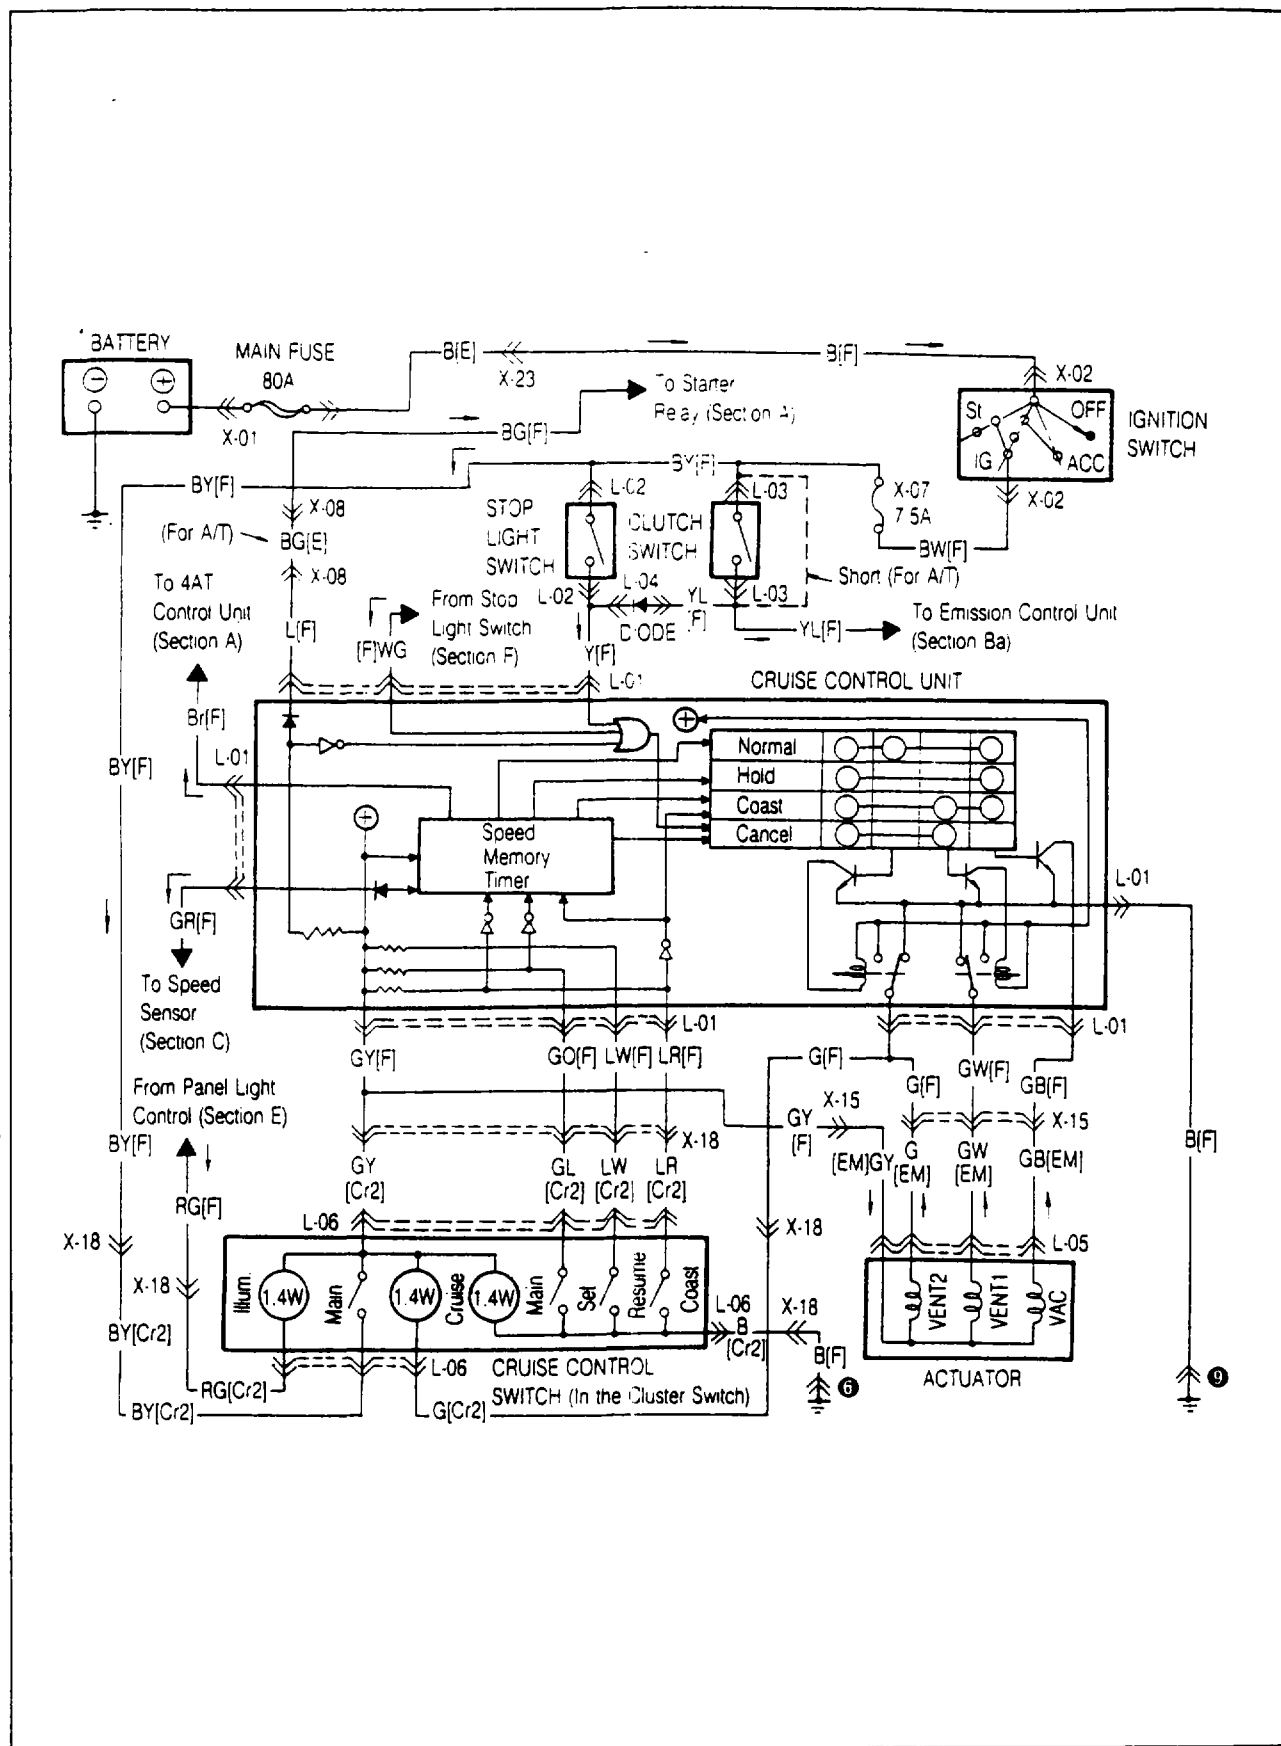 BATTERY
MAIN FUSE
80A
B[E]
X-23
B[F]
X-02
X-01
To Starter
Relay (Section A)
BG[F]
St
OFF
IG
ACC
IGNITION
SWITCH
X-02
BY[F]
BY[F]
L-02
L-03
X-07
7.5A
X-08
STOP
LIGHT
SWITCH
CLUTCH
SWITCH
BW[F]
(For A/T)
BG[E]
X-08
Short (For A/T)
L-02
L-04
L-03
To 4AT
Control Unit
(Section A)
From Stop
Light Switch
(Section F)
DIODE
YL
[F]
YL[F]
To Emission Control Unit
(Section Ba)
L[F]
[F]WG
Y[F]
L-01
CRUISE CONTROL UNIT
Br[F]
L-01
BY[F]
Normal
Hold
Coast
Cancel
Speed
Memory
Timer
L-01
GR[F]
To Speed
Sensor
(Section C)
L-01
L-01
GY[F]
GO[F]
LW[F]
LR[F]
G[F]
G[F]
GW[F]
GB[F]
From Panel Light
Control (Section E)
BY[F]
X-18
GY
[F]
X-15
X-15
B[F]
GY
[Cr2]
GL
[Cr2]
LW
[Cr2]
LR
[Cr2]
[EM]GY
G
[EM]
GW
[EM]
GB[EM]
RG[F]
L-06
X-18
X-18
L-05
X-18
Illum.
1.4W
Main
1.4W
Cruise
1.4W
Main
Set
Resume
Coast
VENT2
VENT1
VAC
BY[Cr2]
L-06
B
[Cr2]
X-18
B[F]
RG[Cr2]
L-06
CRUISE CONTROL
SWITCH (In the Cluster Switch)
ACTUATOR
6
9
BY[Cr2]
G[Cr2]